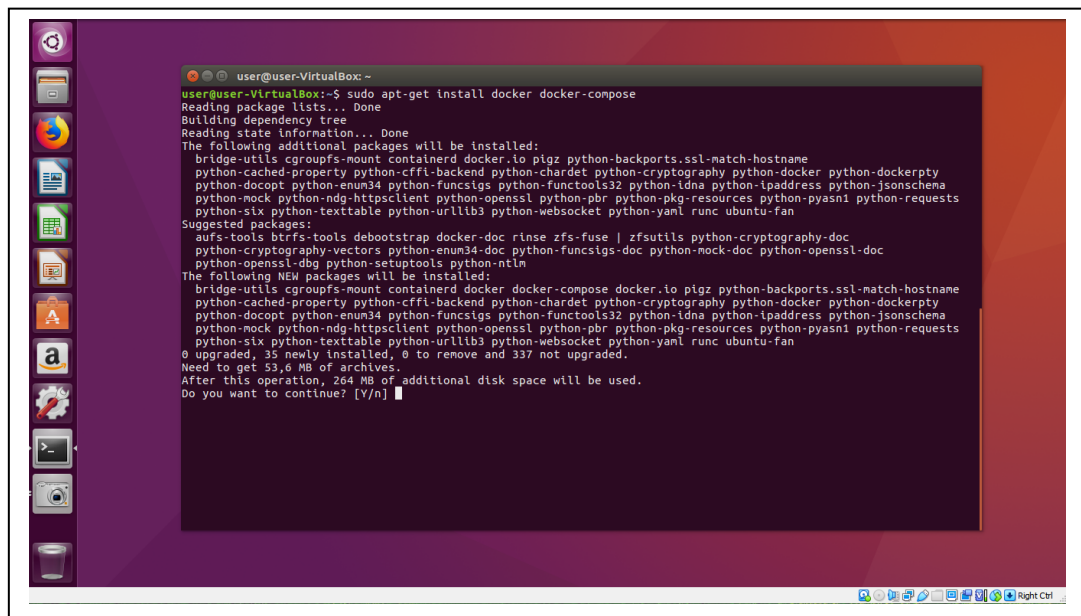 user@user-VirtualBox: ~
user@user-VirtualBox:~$ sudo apt-get install docker docker-compose
Reading package lists... Done
Building dependency tree
Reading state information... Done
The following additional packages will be installed:
  bridge-utils cgroupfs-mount containerd docker.io pigz python-backports.ssl-match-hostname
  python-cached-property python-cffi-backend python-chardet python-cryptography python-docker python-dockerpty
  python-docopt python-enum34 python-funcsigs python-functools32 python-idna python-ipaddress python-jsonschema
  python-mock python-ndg-httpsclient python-openssl python-pbr python-pkg-resources python-pyasn1 python-requests
  python-six python-texttable python-urllib3 python-websocket python-yaml runc ubuntu-fan
Suggested packages:
  aufs-tools btrfs-tools debootstrap docker-doc rinse zfs-fuse | zfsutils python-cryptography-doc
  python-cryptography-vectors python-enum34-doc python-funcsigs-doc python-mock-doc python-openssl-doc
  python-openssl-dbg python-setuptools python-ntlm
The following NEW packages will be installed:
  bridge-utils cgroupfs-mount containerd docker docker-compose docker.io pigz python-backports.ssl-match-hostname
  python-cached-property python-cffi-backend python-chardet python-cryptography python-docker python-dockerpty
  python-docopt python-enum34 python-funcsigs python-functools32 python-idna python-ipaddress python-jsonschema
  python-mock python-ndg-httpsclient python-openssl python-pbr python-pkg-resources python-pyasn1 python-requests
  python-six python-texttable python-urllib3 python-websocket python-yaml runc ubuntu-fan
0 upgraded, 35 newly installed, 0 to remove and 337 not upgraded.
Need to get 53,6 MB of archives.
After this operation, 264 MB of additional disk space will be used.
Do you want to continue? [Y/n]
Right Ctrl